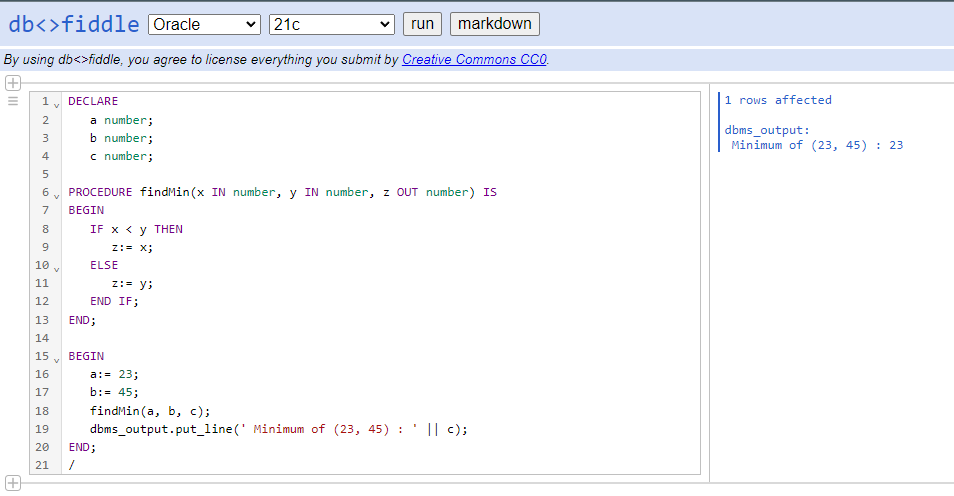 db<>fiddle Oracle 21c run markdown
By using db<>fiddle, you agree to license everything you submit by Creative Commons CC0.
1 DECLARE
2    a number;
3    b number;
4    c number;
5
6 PROCEDURE findMin(x IN number, y IN number, z OUT number) IS
7 BEGIN
8    IF x < y THEN
9       z:= x;
10    ELSE
11       z:= y;
12    END IF;
13 END;
14
15 BEGIN
16    a:= 23;
17    b:= 45;
18    findMin(a, b, c);
19    dbms_output.put_line(' Minimum of (23, 45) : ' || c);
20 END;
21 /
1 rows affected
dbms_output:
 Minimum of (23, 45) : 23